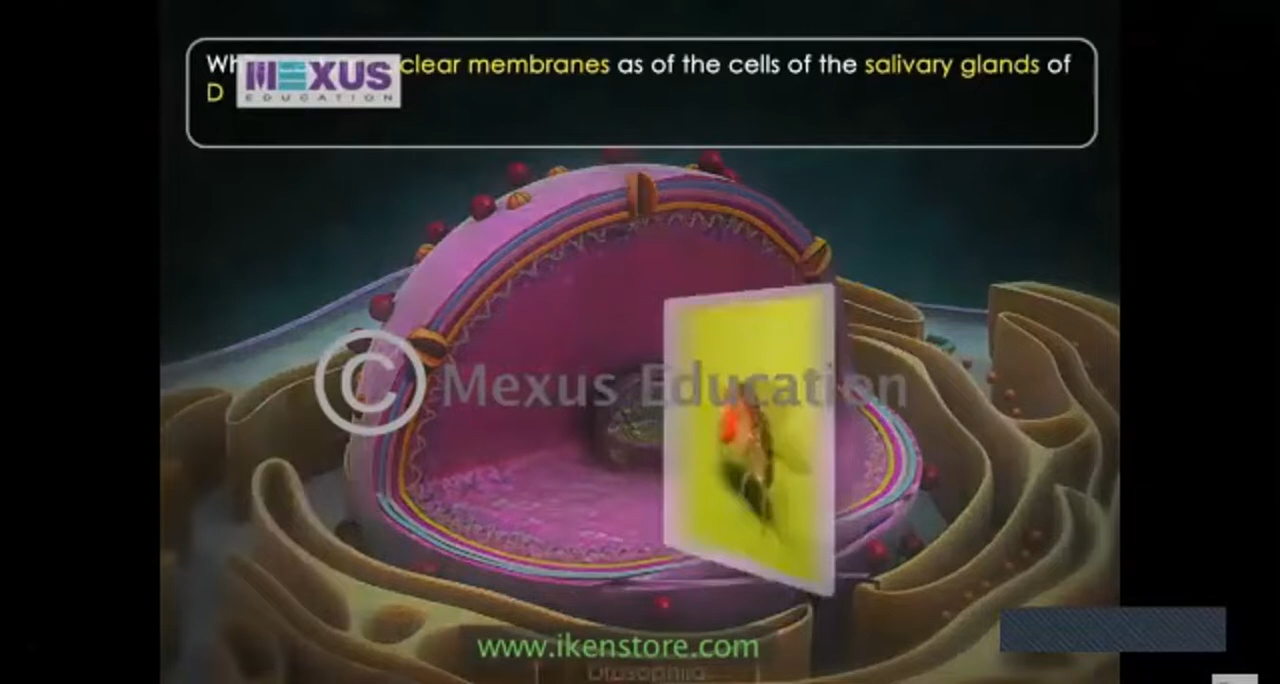 Wh clear membranes as of the cells of the salivary glands of
D
MEXUS
EDUCATION
© Mexus Education
www.ikenstore.com
Drosophila